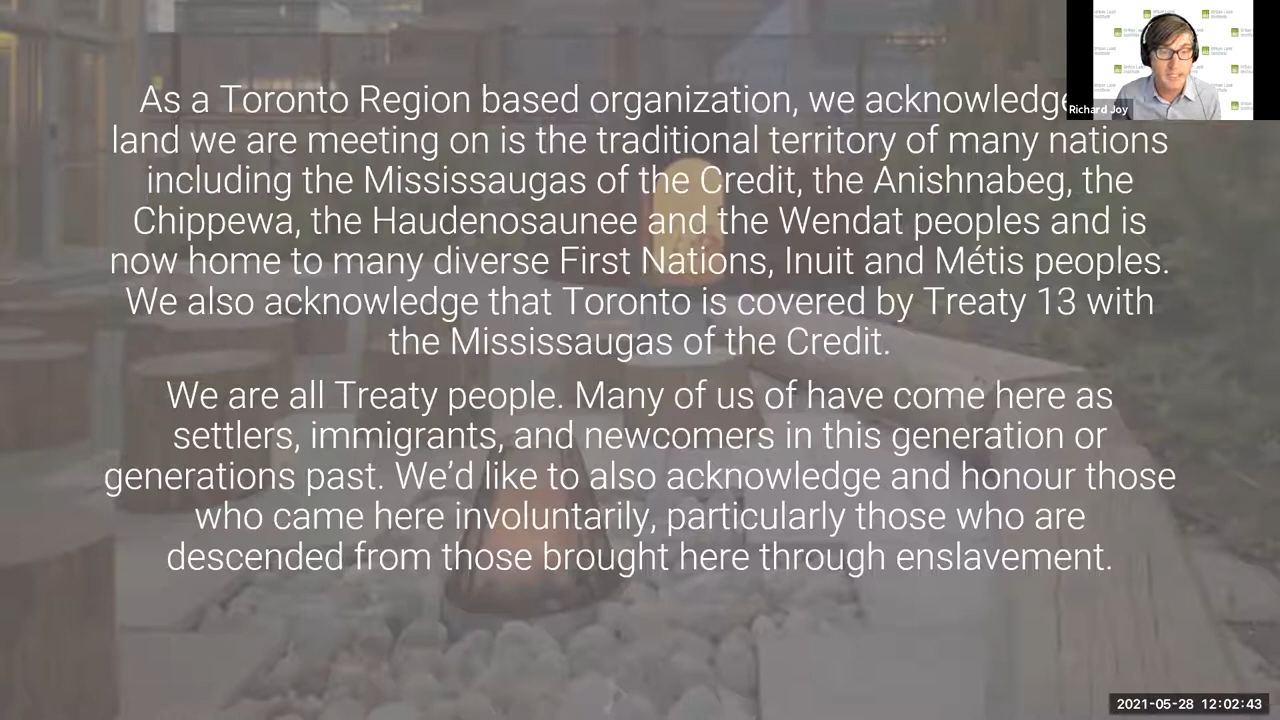 As a Toronto Region based organization, we acknowledge
land we are meeting on is the traditional territory of many nations
including the Mississaugas of the Credit, the Anishnabeg, the
Chippewa, the Haudenosaunee and the Wendat peoples and is
now home to many diverse First Nations, Inuit and Métis peoples.
We also acknowledge that Toronto is covered by Treaty 13 with
the Mississaugas of the Credit.
We are all Treaty people. Many of us of have come here as
settlers, immigrants, and newcomers in this generation or
generations past. We’d like to also acknowledge and honour those
who came here involuntarily, particularly those who are
descended from those brought here through enslavement.
Urban Land
Institute
Richard Joy
2021-05-28 12:02:43